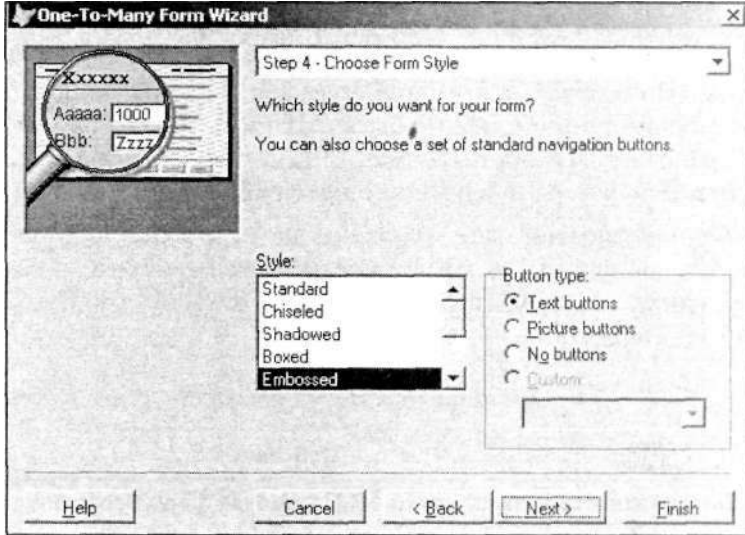 One-To-Many Form Wizard
Step 4 - Choose Form Style
Xxxxxx
Aaaaa: 1000
Bbb: Zzzz
Which style do you want for your form?
You can also choose a set of standard navigation buttons.
Style:
Standard
Chiseled
Shadowed
Boxed
Embossed
Button type:
Text buttons
Picture buttons
No buttons
Custom:
Help
Cancel
< Back
Next >
Finish